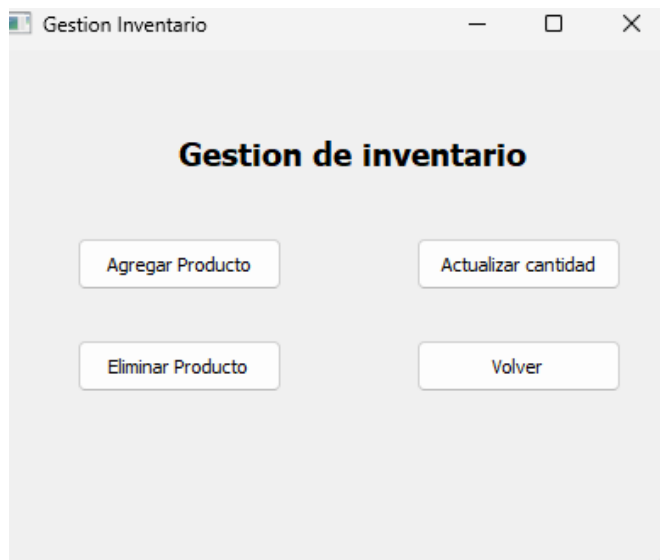 Gestion Inventario
Gestion de inventario
Agregar Producto
Actualizar cantidad
Eliminar Producto
Volver